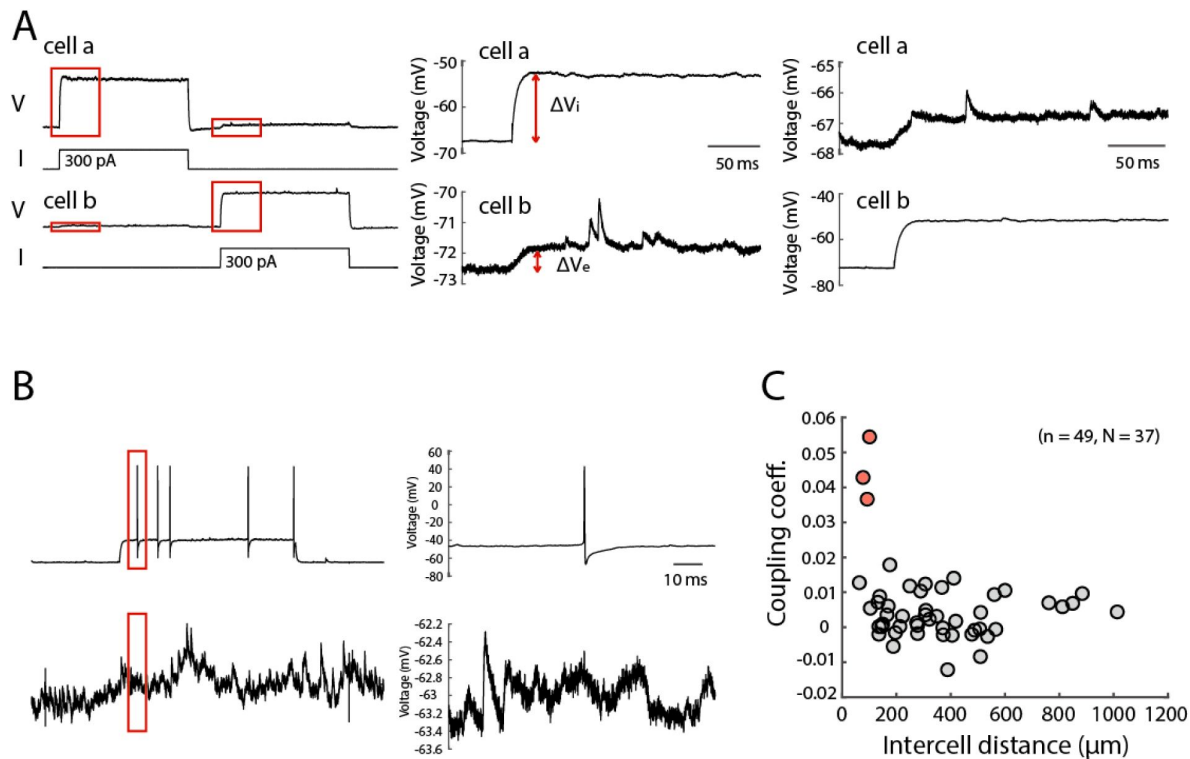 A
cell a
V
I
300 pA
cell b
V
I
300 pA
cell a
Voltage (mV)
-50
-60
-70
ΔVi
50 ms
cell b
Voltage (mV)
-70
-71
-72
-73
ΔVe
cell a
Voltage (mV)
-65
-66
-67
-68
50 ms
cell b
Voltage (mV)
-40
-60
-80
B
Voltage (mV)
60
40
20
0
-20
-40
-60
-80
10 ms
Voltage (mV)
-62.2
-62.4
-62.6
-62.8
-63
-63.2
-63.4
-63.6
C
(n = 49, N = 37)
Coupling coeff.
0.06
0.05
0.04
0.03
0.02
0.01
0
-0.01
-0.02
0 200 400 600 800 1000 1200
Intercell distance (μm)